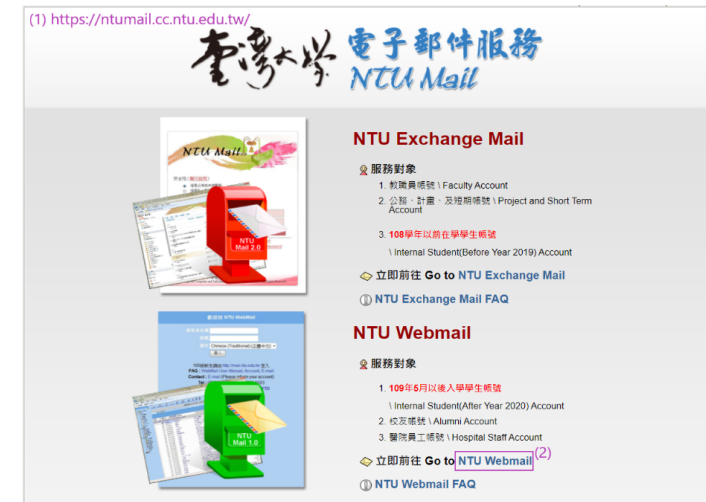 (1) https://ntumail.cc.ntu.edu.tw/
臺灣大學 電子郵件服務
NTU Mail
NTU Mail
NTU
Mail 2.0
NTU Exchange Mail
服務對象
1. 教職員帳號 \ Faculty Account
2. 公務、計畫、及短期帳號 \ Project and Short Term
Account
3. 108學年以前在學學生帳號
\ Internal Student(Before Year 2019) Account
立即前往 Go to NTU Exchange Mail
NTU Exchange Mail FAQ
Chinese (Traditional) (正體中文)
NTU
Mail 1.0
NTU Webmail
服務對象
1. 109年5月以後入學學生帳號
\ Internal Student(After Year 2020) Account
2. 校友帳號 \ Alumni Account
3. 醫院員工帳號 \ Hospital Staff Account
立即前往 Go to NTU Webmail (2)
NTU Webmail FAQ